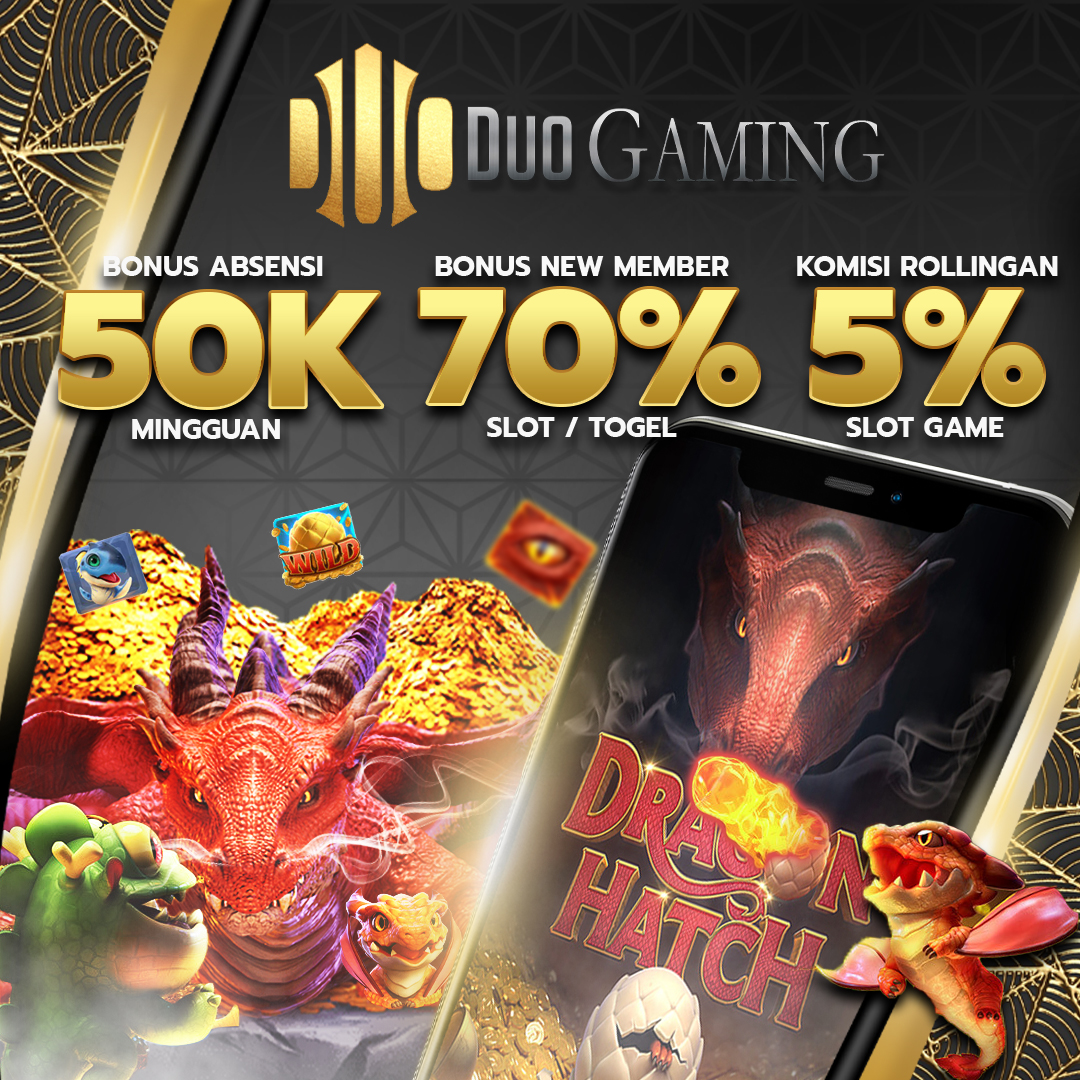 DUO GAMING
BONUS ABSENSI
50K
MINGGUAN
BONUS NEW MEMBER
70%
SLOT / TOGEL
KOMISI ROLLINGAN
5%
SLOT GAME
WILD
DRAGON
HATCH